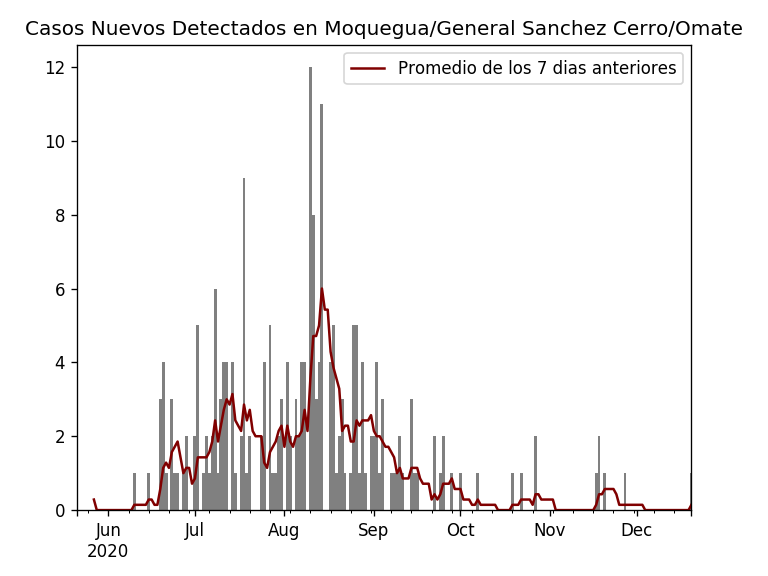 Casos Nuevos Detectados en Moquegua/General Sanchez Cerro/Omate
Promedio de los 7 dias anteriores
12
10
8
6
4
2
0
Jun Jul Aug Sep Oct Nov Dec
2020